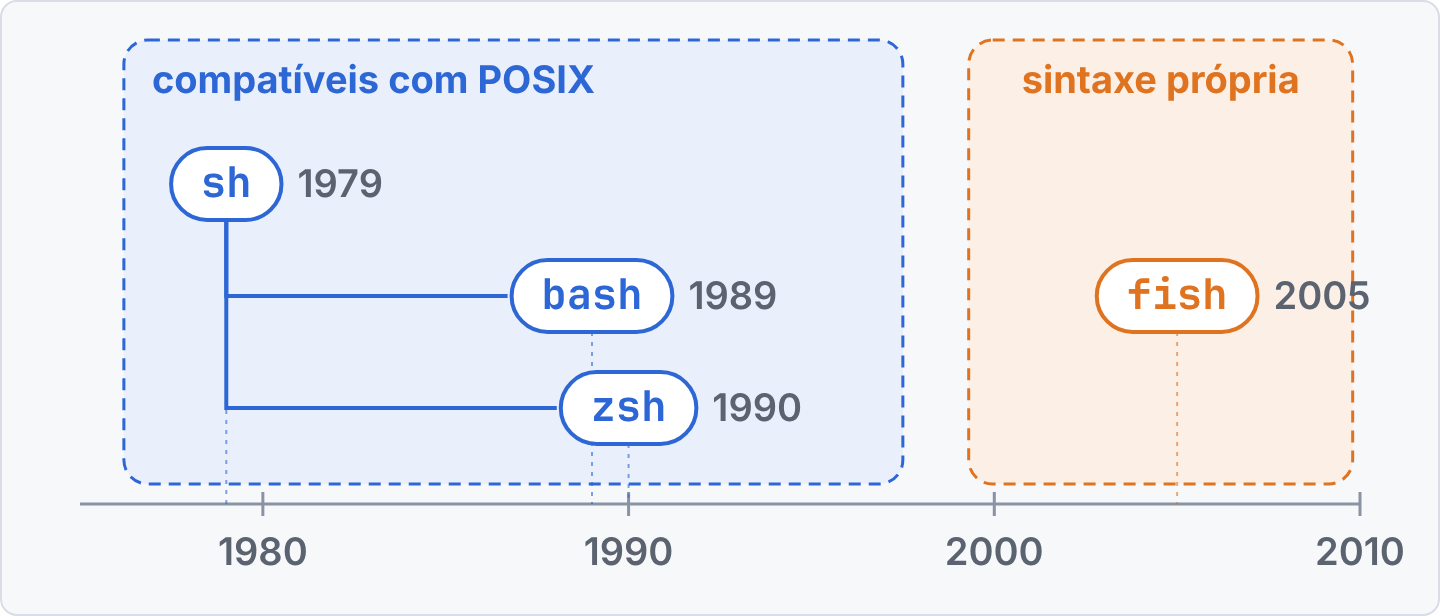 compatíveis com POSIX
sintaxe própria
sh 1979
bash 1989
fish 2005
zsh 1990
1980 1990 2000 2010